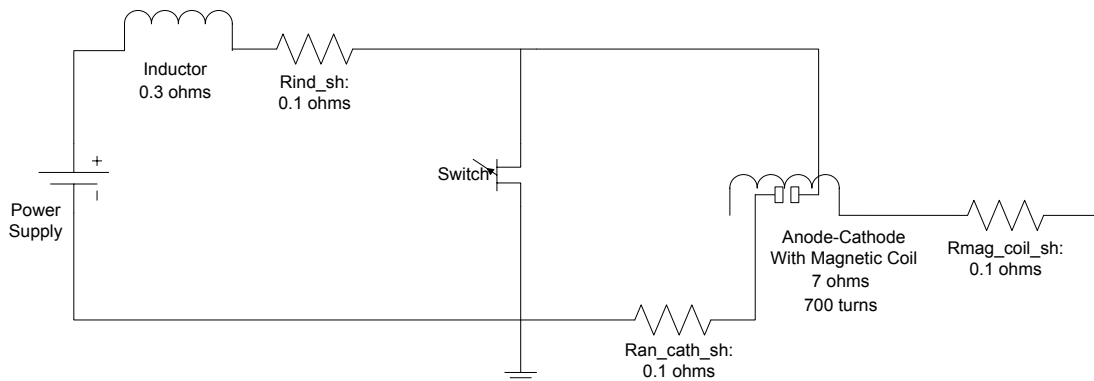 Inductor
0.3 ohms
Rind_sh:
0.1 ohms
+
Switch
Power
Supply
Anode-Cathode
With Magnetic Coil
7 ohms
700 turns
Rmag_coil_sh:
0.1 ohms
Ran_cath_sh:
0.1 ohms